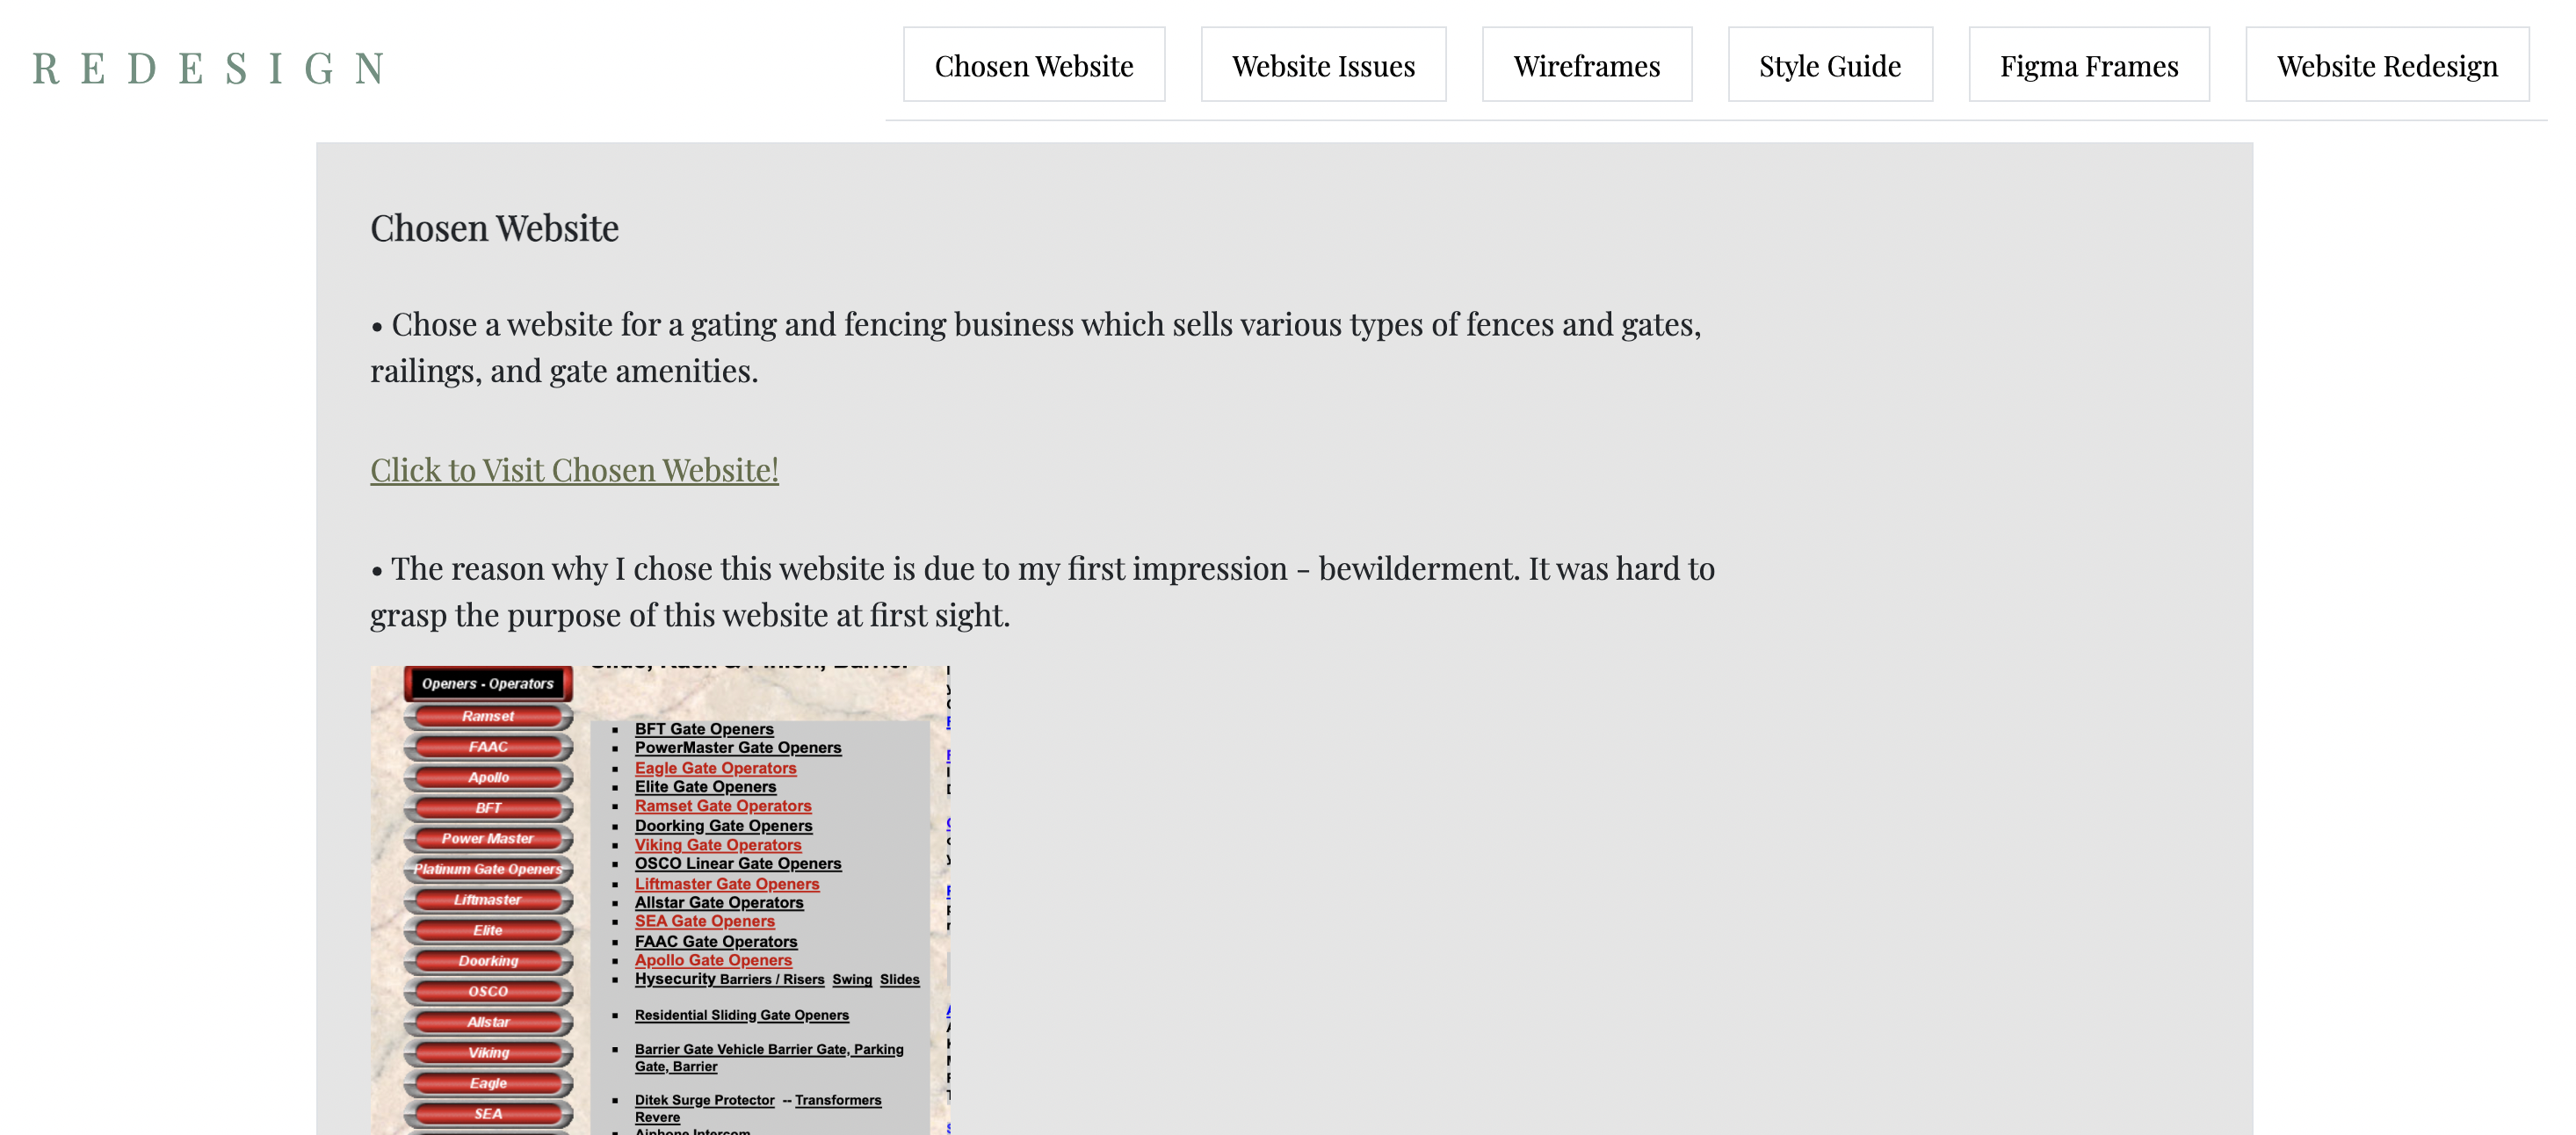 REDESIGN
Chosen Website
Website Issues
Wireframes
Style Guide
Figma Frames
Website Redesign
Chosen Website
• Chose a website for a gating and fencing business which sells various types of fences and gates,
railings, and gate amenities.
Click to Visit Chosen Website!
• The reason why I chose this website is due to my first impression - bewilderment. It was hard to
grasp the purpose of this website at first sight.
Openers - Operators
Ramset
FAAC
Apollo
BFT
Power Master
Platinum Gate Openers
Liftmaster
Elite
Doorking
OSCO
Allstar
Viking
Eagle
SEA
▪ BFT Gate Openers
▪ PowerMaster Gate Openers
▪ Eagle Gate Operators
▪ Elite Gate Openers
▪ Ramset Gate Operators
▪ Doorking Gate Openers
▪ Viking Gate Operators
▪ OSCO Linear Gate Openers
▪ Liftmaster Gate Openers
▪ Allstar Gate Operators
▪ SEA Gate Openers
▪ FAAC Gate Operators
▪ Apollo Gate Openers
▪ Hysecurity Barriers / Risers Swing Slides
▪ Residential Sliding Gate Openers
▪ Barrier Gate Vehicle Barrier Gate, Parking
Gate, Barrier
▪ Ditek Surge Protector -- Transformers
Revere